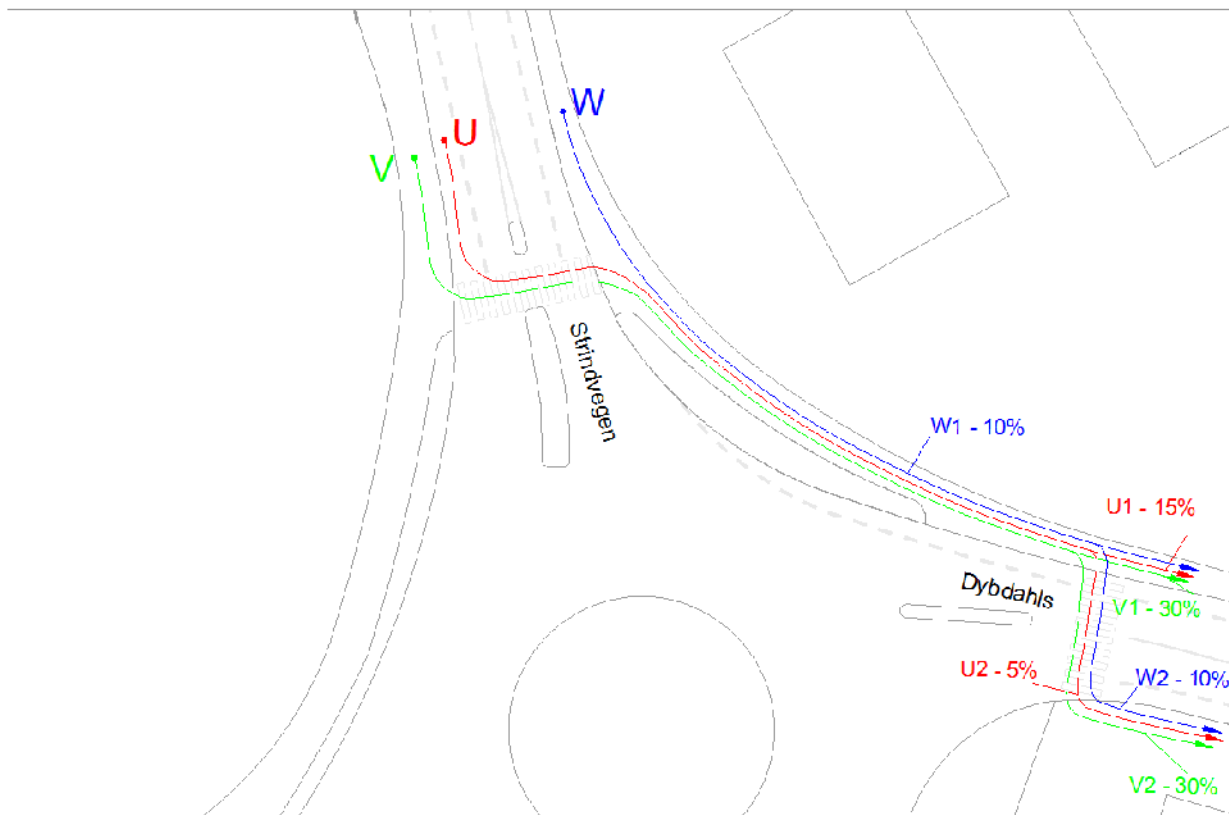 W
U
V
Strindvegen
W1 - 10%
U1 - 15%
Dybdahls
V1 - 30%
U2 - 5%
W2 - 10%
V2 - 30%